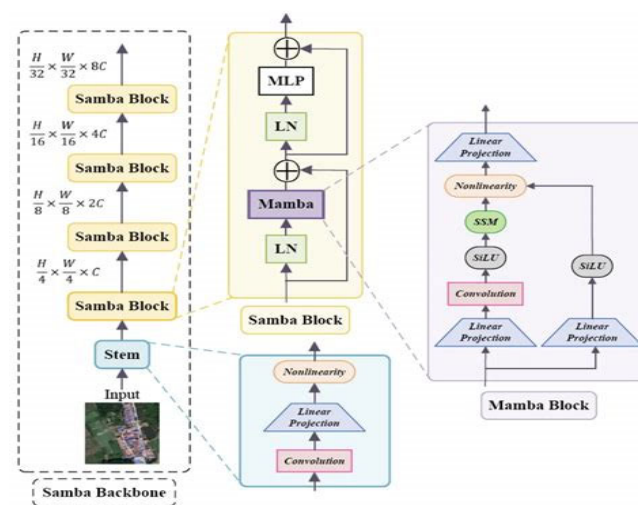 H/32 × W/32 × 8C
Samba Block
H/16 × W/16 × 4C
Samba Block
H/8 × W/8 × 2C
Samba Block
H/4 × W/4 × C
Samba Block
Stem
Input
Samba Backbone
MLP
LN
Mamba
LN
Samba Block
Nonlinearity
Linear
Projection
Convolution
Linear
Projection
Nonlinearity
SSM
SiLU
SiLU
Convolution
Linear
Projection
Linear
Projection
Mamba Block